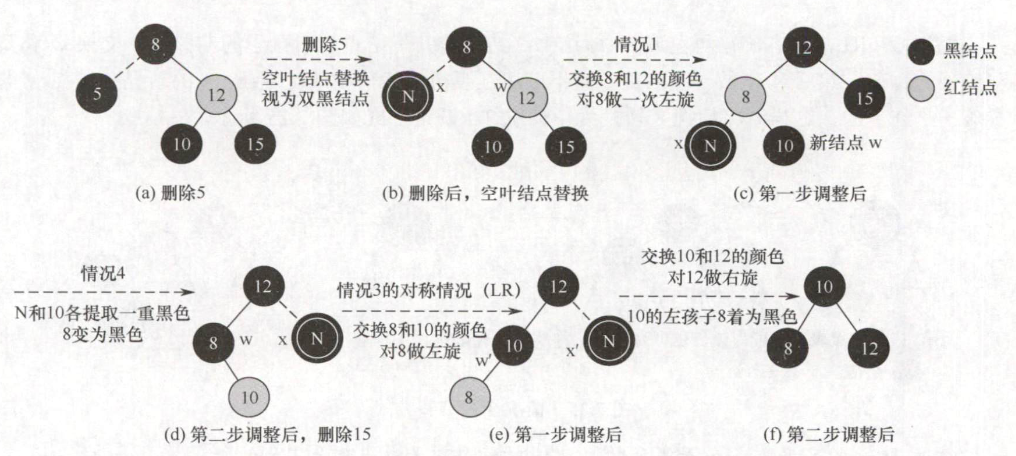 8
5
12
10
15
(a) 删除5
删除5
空叶结点替换
视为双黑结点
8
N
x
w
12
10
15
(b) 删除后，空叶结点替换
情况1
交换8和12的颜色
对8做一次左旋
12
8
15
x
N
10
新结点 w
(c) 第一步调整后
黑结点
红结点
情况4
N和10各提取一重黑色
8变为黑色
12
8
w
x
N
10
(d) 第二步调整后，删除15
情况3的对称情况（LR）
交换8和10的颜色
对8做左旋
12
10
w′
x′
N
8
(e) 第一步调整后
交换10和12的颜色
对12做右旋
10的左孩子8着为黑色
10
8
12
(f) 第二步调整后